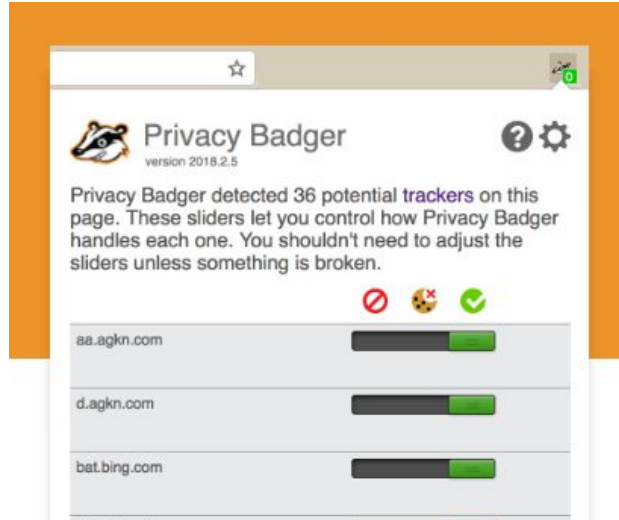 0
Privacy Badger
version 2018.2.5
Privacy Badger detected 36 potential trackers on this
page. These sliders let you control how Privacy Badger
handles each one. You shouldn't need to adjust the
sliders unless something is broken.
aa.agkn.com
d.agkn.com
bat.bing.com